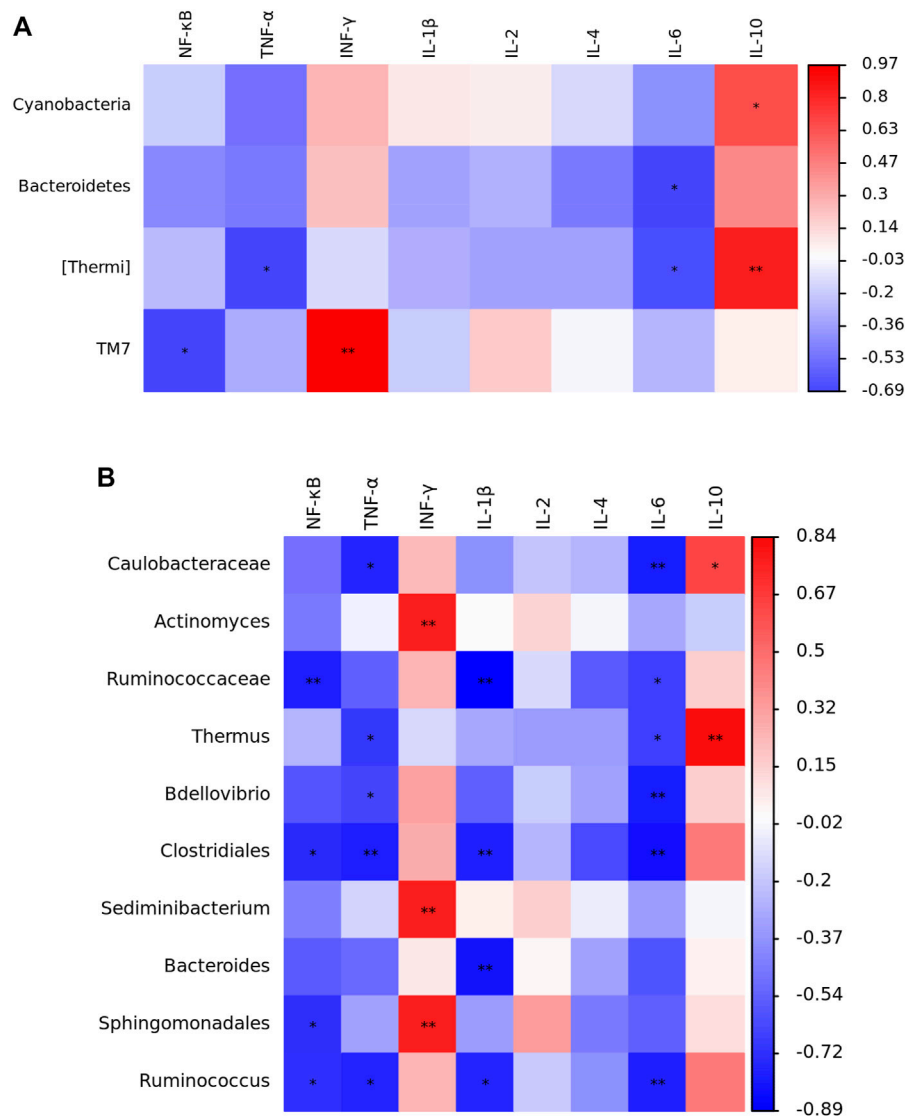 A
NF-κB TNF-α INF-γ IL-1β IL-2 IL-4 IL-6 IL-10
0.97
Cyanobacteria * 0.8
0.63
Bacteroidetes * 0.47
0.3
0.14
[Thermi] * * ** -0.03
-0.2
TM7 * ** -0.36
-0.53
-0.69
B
NF-κB TNF-α INF-γ IL-1β IL-2 IL-4 IL-6 IL-10
0.84
Caulobacteraceae * ** *
0.67
Actinomyces **
0.5
Ruminococcaceae ** ** *
0.32
Thermus * * **
0.15
Bdellovibrio * **
-0.02
Clostridiales * ** ** **
-0.2
Sediminibacterium **
-0.37
Bacteroides **
-0.54
Sphingomonadales * **
-0.72
Ruminococcus * * * **
-0.89